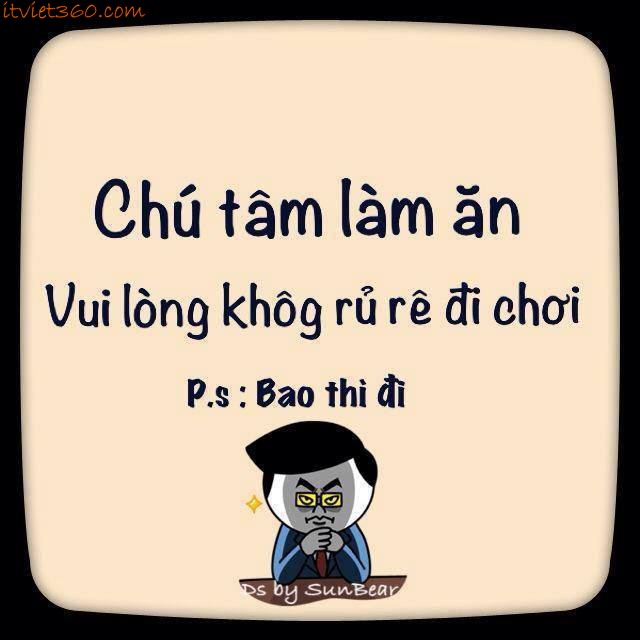 itviet360.com
Chú tâm làm ăn
Vui lòng khôg rủ rê đi chơi
P.s : Bao thì đi
Ds by SunBear